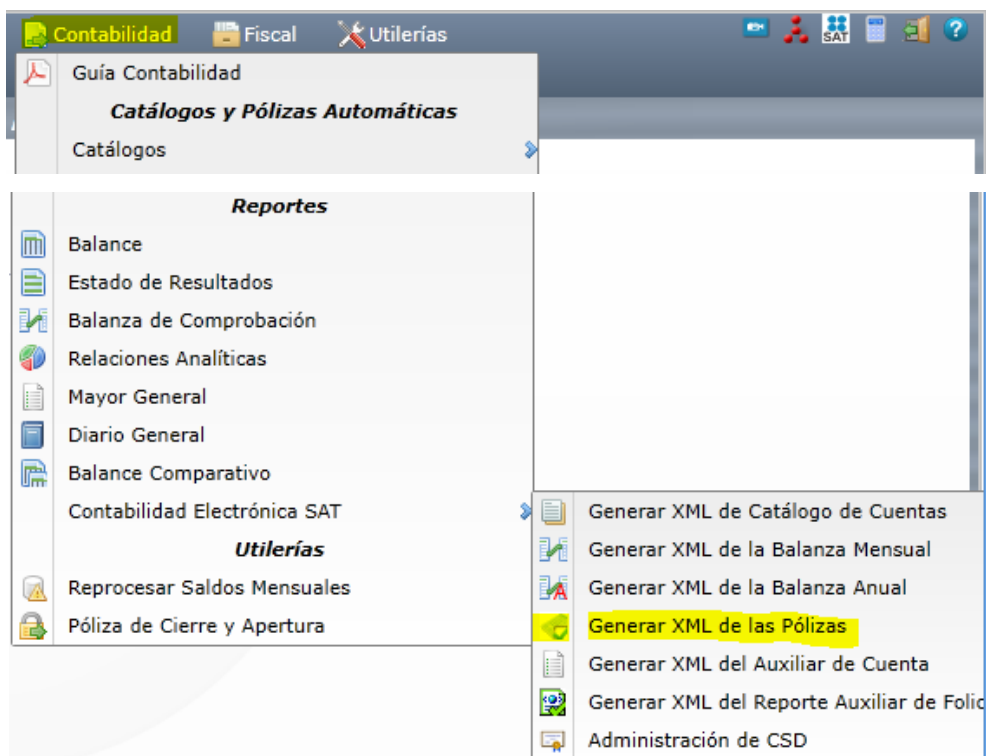 Contabilidad Fiscal Utilerías SAT
Guía Contabilidad
Catálogos y Pólizas Automáticas
Catálogos
Reportes
Balance
Estado de Resultados
Balanza de Comprobación
Relaciones Analíticas
Mayor General
Diario General
Balance Comparativo
Contabilidad Electrónica SAT
Utilerías
Reprocesar Saldos Mensuales
Póliza de Cierre y Apertura
Generar XML de Catálogo de Cuentas
Generar XML de la Balanza Mensual
Generar XML de la Balanza Anual
Generar XML de las Pólizas
Generar XML del Auxiliar de Cuenta
Generar XML del Reporte Auxiliar de Folio
Administración de CSD